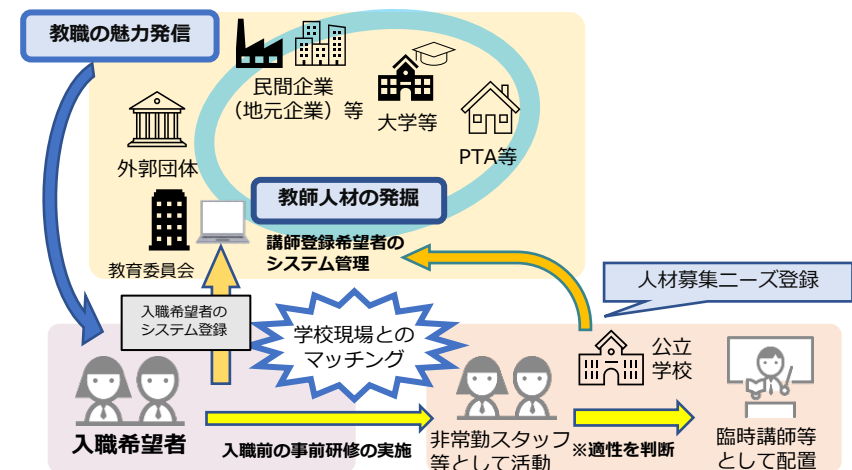 教職の魅力発信
民間企業
（地元企業）等
大学等
PTA等
外郭団体
教師人材の発掘
教育委員会
講師登録希望者の
システム管理
人材募集ニーズ登録
入職希望者の
システム登録
学校現場との
マッチング
公立
学校
入職希望者
入職前の事前研修の実施
非常勤スタッフ
等として活動
※適性を判断
臨時講師等
として配置